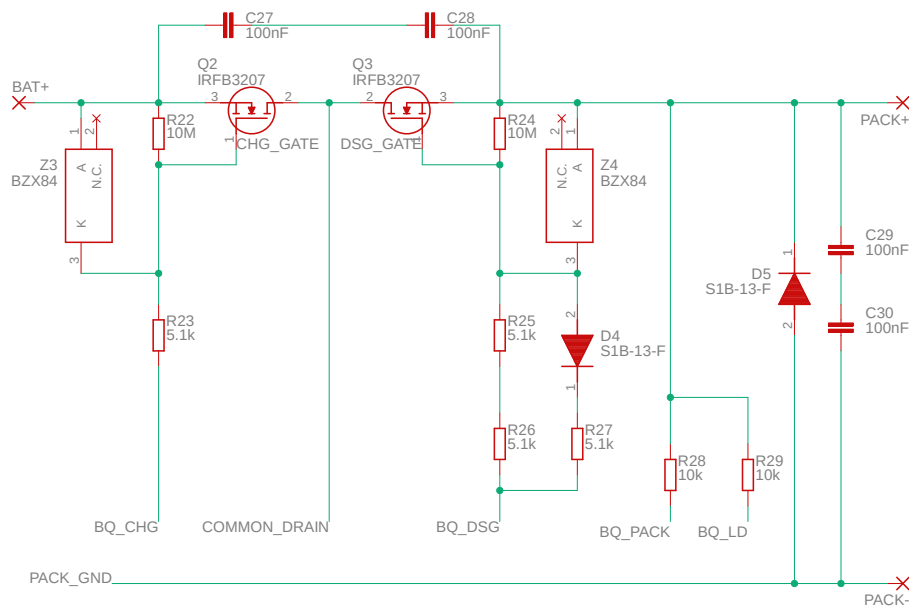 C27
100nF
C28
100nF
Q2
IRFB3207
Q3
IRFB3207
BAT+
3
2
2
3
PACK+
1
2
R22
10M
1
CHG_GATE
DSG_GATE
1
R24
10M
2
1
Z3
BZX84
A
N.C.
K
N.C.
A
K
Z4
BZX84
3
3
C29
100nF
D5
S1B-13-F
1
2
C30
100nF
R23
5.1k
R25
5.1k
2
D4
S1B-13-F
1
R26
5.1k
R27
5.1k
R28
10k
R29
10k
BQ_CHG
COMMON_DRAIN
BQ_DSG
BQ_PACK
BQ_LD
PACK_GND
PACK-